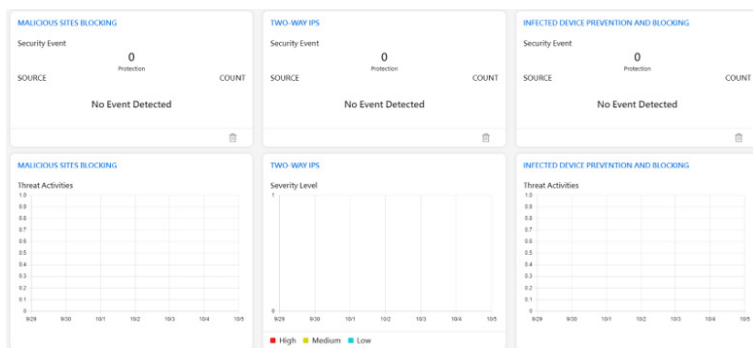 MALICIOUS SITES BLOCKING
Security Event
0
Protection
SOURCE COUNT
No Event Detected
TWO-WAY IPS
Security Event
0
Protection
SOURCE COUNT
No Event Detected
INFECTED DEVICE PREVENTION AND BLOCKING
Security Event
0
Protection
SOURCE COUNT
No Event Detected
MALICIOUS SITES BLOCKING
Threat Activities
1.0
0.9
0.8
0.7
0.6
0.5
0.4
0.3
0.2
0.1
0
9/29 9/30 10/1 10/2 10/3 10/4 10/5
TWO-WAY IPS
Severity Level
1
0
9/29 9/30 10/1 10/2 10/3 10/4 10/5
High Medium Low
INFECTED DEVICE PREVENTION AND BLOCKING
Threat Activities
1.0
0.9
0.8
0.7
0.6
0.5
0.4
0.3
0.2
0.1
0
9/29 9/30 10/1 10/2 10/3 10/4 10/5